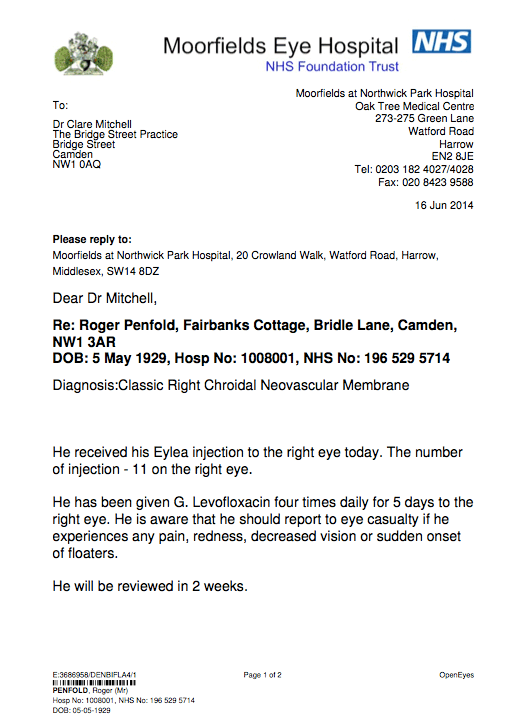 Moorfields Eye Hospital NHS
NHS Foundation Trust
Moorfields at Northwick Park Hospital
Oak Tree Medical Centre
273-275 Green Lane
Watford Road
Harrow
EN2 8JE
Tel: 0203 182 4027/4028
Fax: 020 8423 9588
To:
Dr Clare Mitchell
The Bridge Street Practice
Bridge Street
Camden
NW1 0AQ
16 Jun 2014
Please reply to:
Moorfields at Northwick Park Hospital, 20 Crowland Walk, Watford Road, Harrow,
Middlesex, SW14 8DZ
Dear Dr Mitchell,
Re: Roger Penfold, Fairbanks Cottage, Bridle Lane, Camden,
NW1 3AR
DOB: 5 May 1929, Hosp No: 1008001, NHS No: 196 529 5714
Diagnosis:Classic Right Chroidal Neovascular Membrane
He received his Eylea injection to the right eye today. The number
of injection - 11 on the right eye.
He has been given G. Levofloxacin four times daily for 5 days to the
right eye. He is aware that he should report to eye casualty if he
experiences any pain, redness, decreased vision or sudden onset
of floaters.
He will be reviewed in 2 weeks.
E:3686958/DENBIFLA4/1
PENFOLD, Roger (Mr)
Hosp No: 1008001, NHS No: 196 529 5714
DOB: 05-05-1929
Page 1 of 2
OpenEyes